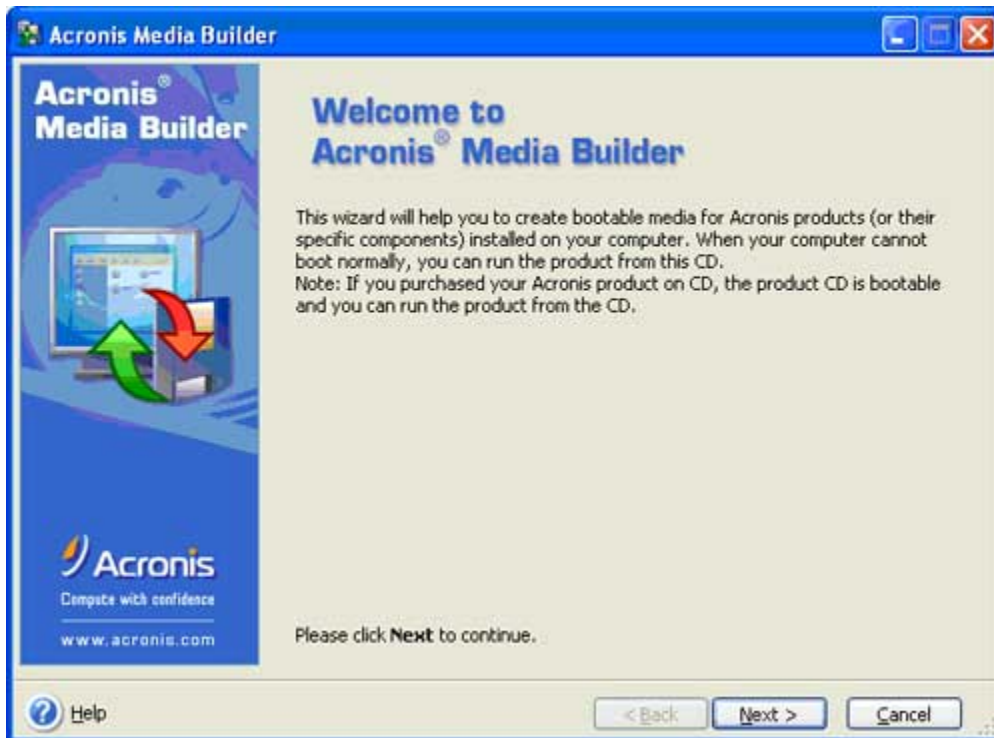 Acronis Media Builder
Acronis®
Media Builder
Welcome to
Acronis® Media Builder
This wizard will help you to create bootable media for Acronis products (or their
specific components) installed on your computer. When your computer cannot
boot normally, you can run the product from this CD.
Note: If you purchased your Acronis product on CD, the product CD is bootable
and you can run the product from the CD.
Acronis
Compute with confidence
www.acronis.com
Please click Next to continue.
Help
< Back
Next >
Cancel